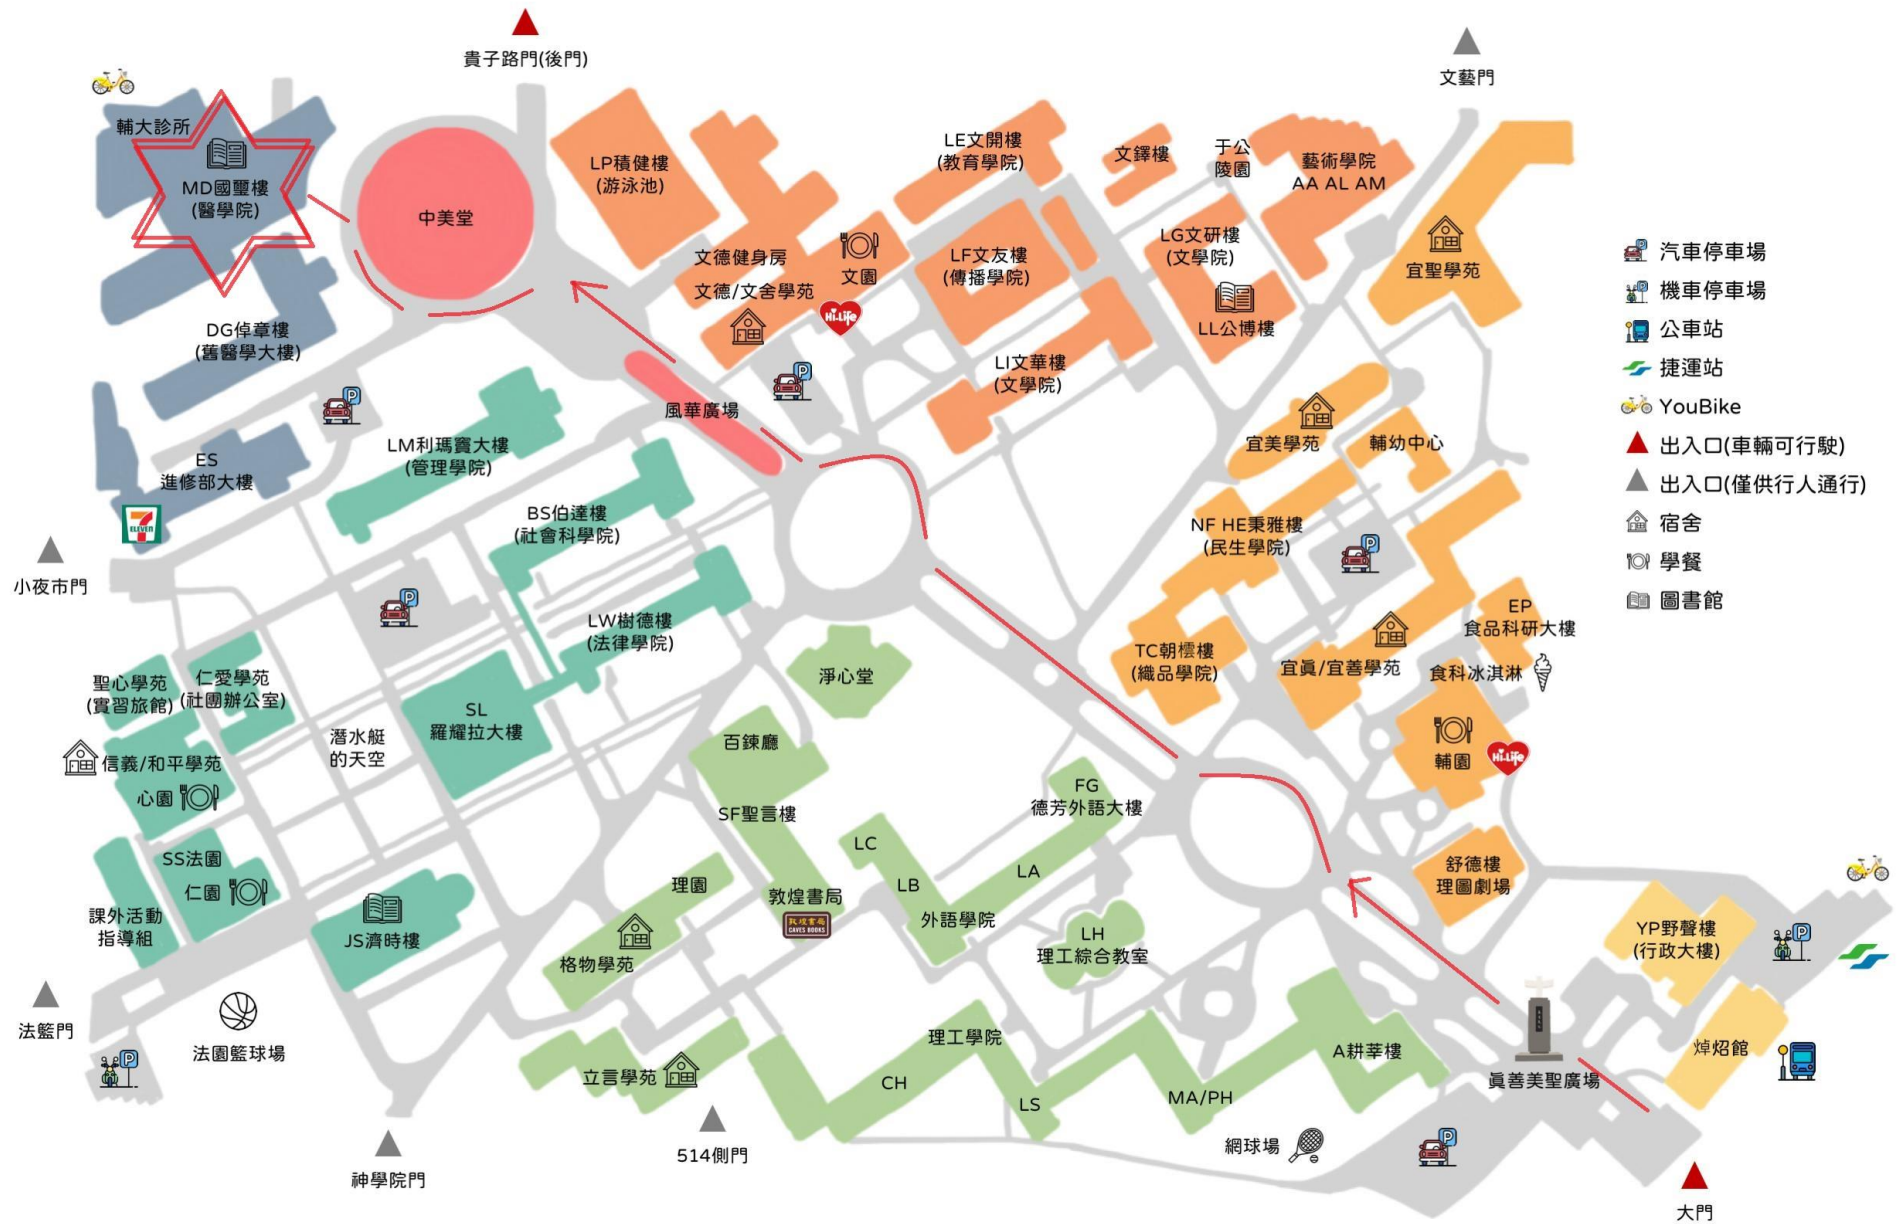 貴子路門(後門)
文藝門
輔大診所
MD國璽樓
(醫學院)
中美堂
LP積健樓
(游泳池)
LE文開樓
(教育學院)
文鐸樓
于公
陵園
藝術學院
AA AL AM
文德健身房
文德/文舍學苑
文園
Hi-Life
LF文友樓
(傳播學院)
LG文研樓
(文學院)
LL公博樓
宜聖學苑
DG倬章樓
(舊醫學大樓)
LI文華樓
(文學院)
風華廣場
LM利瑪竇大樓
(管理學院)
ES
進修部大樓
7
ELEVEN
小夜市門
BS伯達樓
(社會科學院)
宜美學苑
輔幼中心
NF HE秉雅樓
(民生學院)
LW樹德樓
(法律學院)
EP
食品科研大樓
TC朝橒樓
(織品學院)
宜眞/宜善學苑
食科冰淇淋
聖心學苑
(實習旅館)
仁愛學苑
(社團辦公室)
淨心堂
SL
羅耀拉大樓
潛水艇
的天空
百鍊廳
輔園
Hi-Life
信義/和平學苑
心園
FG
德芳外語大樓
SF聖言樓
LC
LB
LA
外語學院
SS法園
仁園
理園
敦煌書局
敦煌書局
CAVES BOOKS
舒德樓
理圖劇場
課外活動
指導組
JS濟時樓
格物學苑
LH
理工綜合教室
YP野聲樓
(行政大樓)
法籃門
法園籃球場
理工學院
A耕莘樓
眞善美聖廣場
焯炤館
立言學苑
CH
LS
MA/PH
網球場
514側門
神學院門
大門
汽車停車場
機車停車場
公車站
捷運站
YouBike
出入口(車輛可行駛)
出入口(僅供行人通行)
宿舍
學餐
圖書館